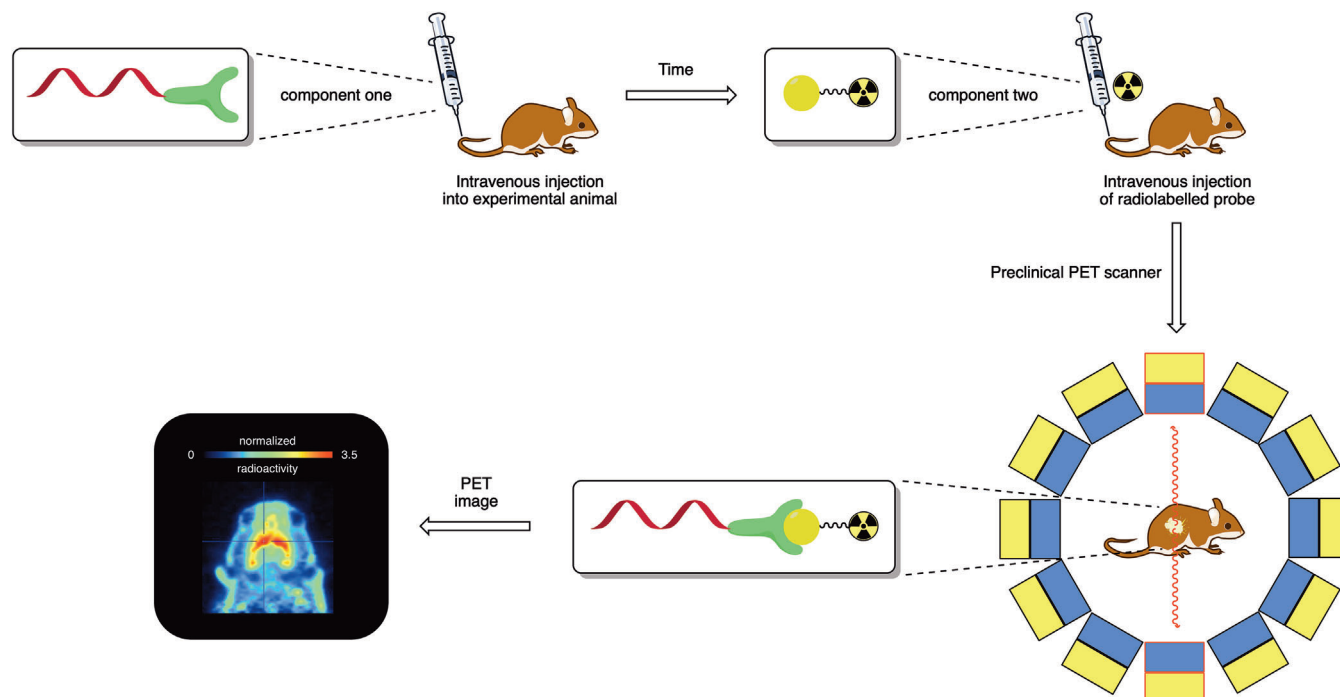 component one
Intravenous injection
into experimental animal
Time
component two
Intravenous injection
of radiolabelled probe
Preclinical PET scanner
PET
image
normalized
0
3.5
radioactivity